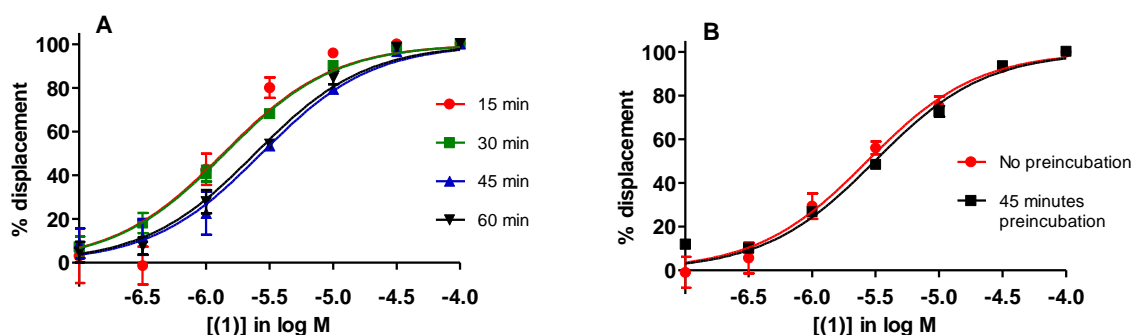 A
% displacement
100
80
60
40
20
0
-6.5 -6.0 -5.5 -5.0 -4.5 -4.0
[(1)] in log M
15 min
30 min
45 min
60 min
B
% displacement
100
80
60
40
20
0
-6.5 -6.0 -5.5 -5.0 -4.5 -4.0
[(1)] in log M
No preincubation
45 minutes
preincubation